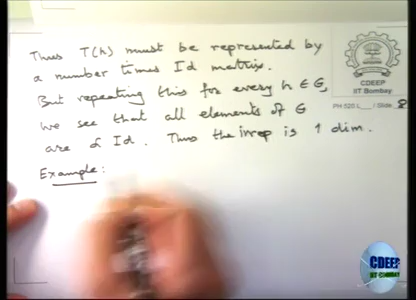 Thus T(h) must be represented by
a number times Id matrix.
But repeating this for every h ∈ G,
we see that all elements of G
are α Id. Thus the irrep is 1 dim.
Example:
CDEEP
IIT Bombay
PH 520 L___ / Slide 8
CDEEP
IIT BOMBAY